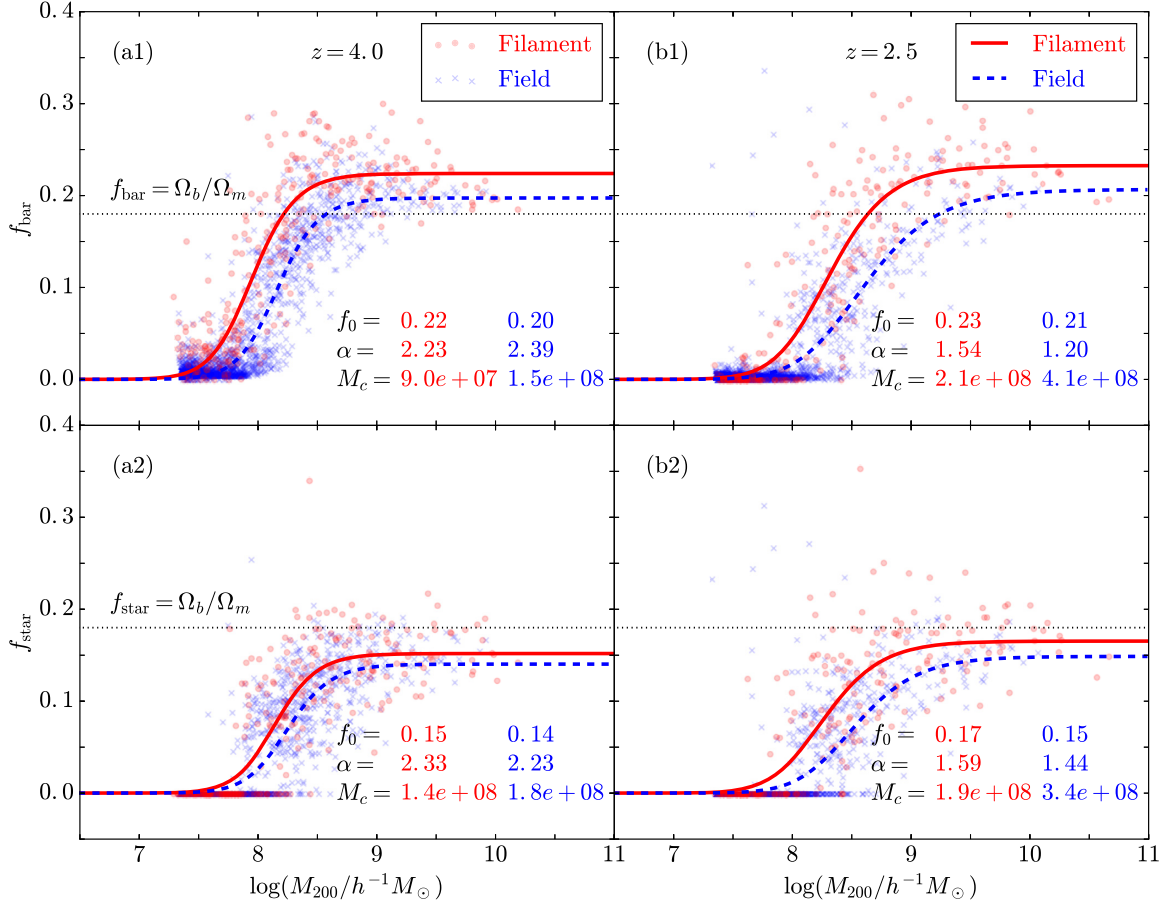 (a1)
z = 4.0
Filament
Field
f_bar = Ω_b/Ω_m
f_0 = 0.22 0.20
α = 2.23 2.39
M_c = 9.0e + 07 1.5e + 08
(b1)
z = 2.5
Filament
Field
f_0 = 0.23 0.21
α = 1.54 1.20
M_c = 2.1e + 08 4.1e + 08
0.4
0.3
0.2
0.1
0.0
f_bar
(a2)
f_star = Ω_b/Ω_m
f_0 = 0.15 0.14
α = 2.33 2.23
M_c = 1.4e + 08 1.8e + 08
(b2)
f_0 = 0.17 0.15
α = 1.59 1.44
M_c = 1.9e + 08 3.4e + 08
0.4
0.3
0.2
0.1
0.0
f_star
7 8 9 10 11
7 8 9 10 11
log(M_200/h^−1 M_⊙)
log(M_200/h^−1 M_⊙)